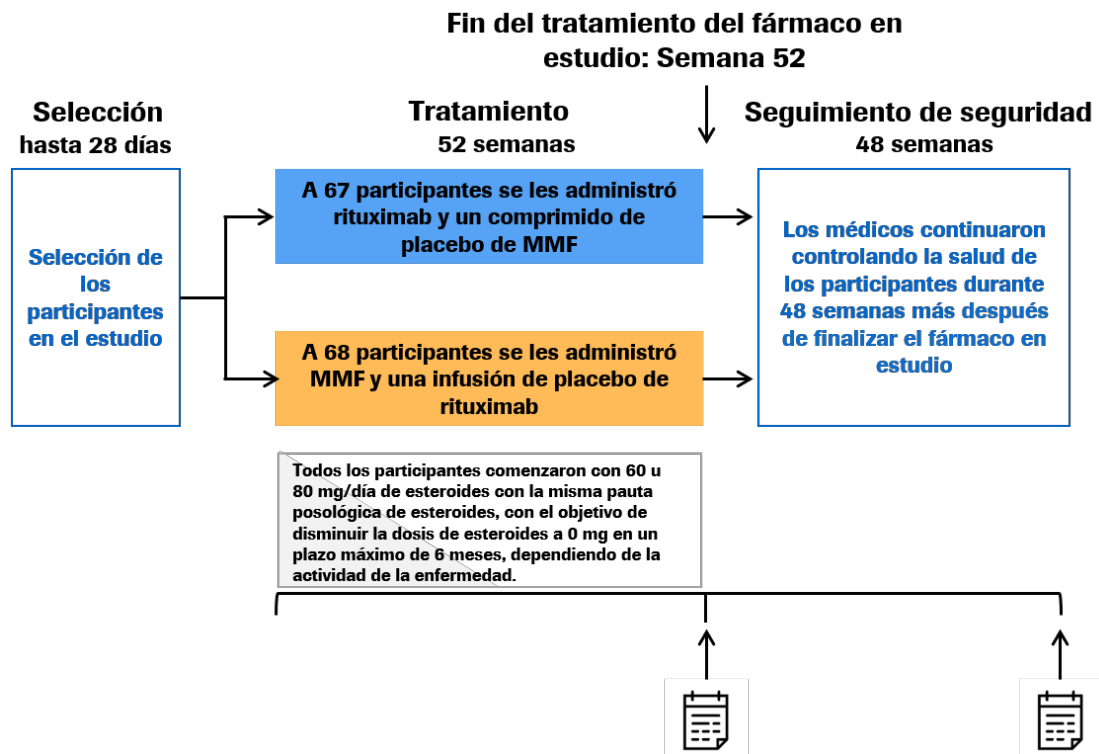 Fin del tratamiento del fármaco en
estudio: Semana 52
Selección
hasta 28 días
Tratamiento
52 semanas
Seguimiento de seguridad
48 semanas
Selección de
los
participantes
en el estudio
A 67 participantes se les administró
rituximab y un comprimido de
placebo de MMF
A 68 participantes se les administró
MMF y una infusión de placebo de
rituximab
Los médicos continuaron
controlando la salud de
los participantes durante
48 semanas más después
de finalizar el fármaco en
estudio
Todos los participantes comenzaron con 60 u
80 mg/día de esteroides con la misma pauta
posológica de esteroides, con el objetivo de
disminuir la dosis de esteroides a 0 mg en un
plazo máximo de 6 meses, dependiendo de la
actividad de la enfermedad.